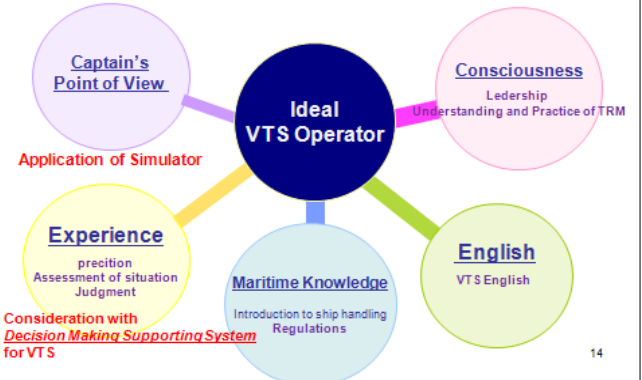 Captain's
Point of View
Application of Simulator
Ideal
VTS Operator
Consciousness
Ledership
Understanding and Practice of TRM
Experience
precition
Assessment of situation
Judgment
Consideration with
Decision Making Supporting System
for VTS
Maritime Knowledge
Introduction to ship handling
Regulations
English
VTS English
14